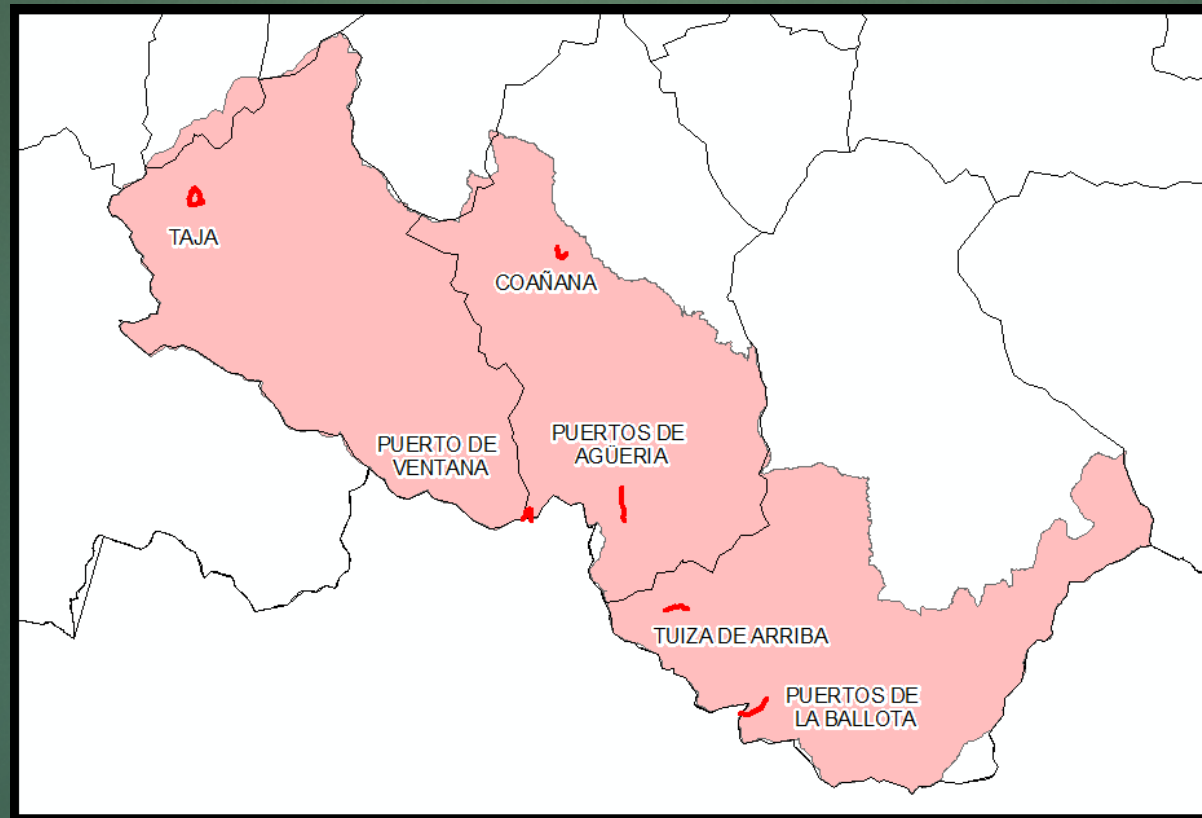 TAJA
COAÑANA
PUERTO DE
VENTANA
PUERTOS DE
AGÜERIA
TUIZA DE ARRIBA
PUERTOS DE
LA BALLOTA